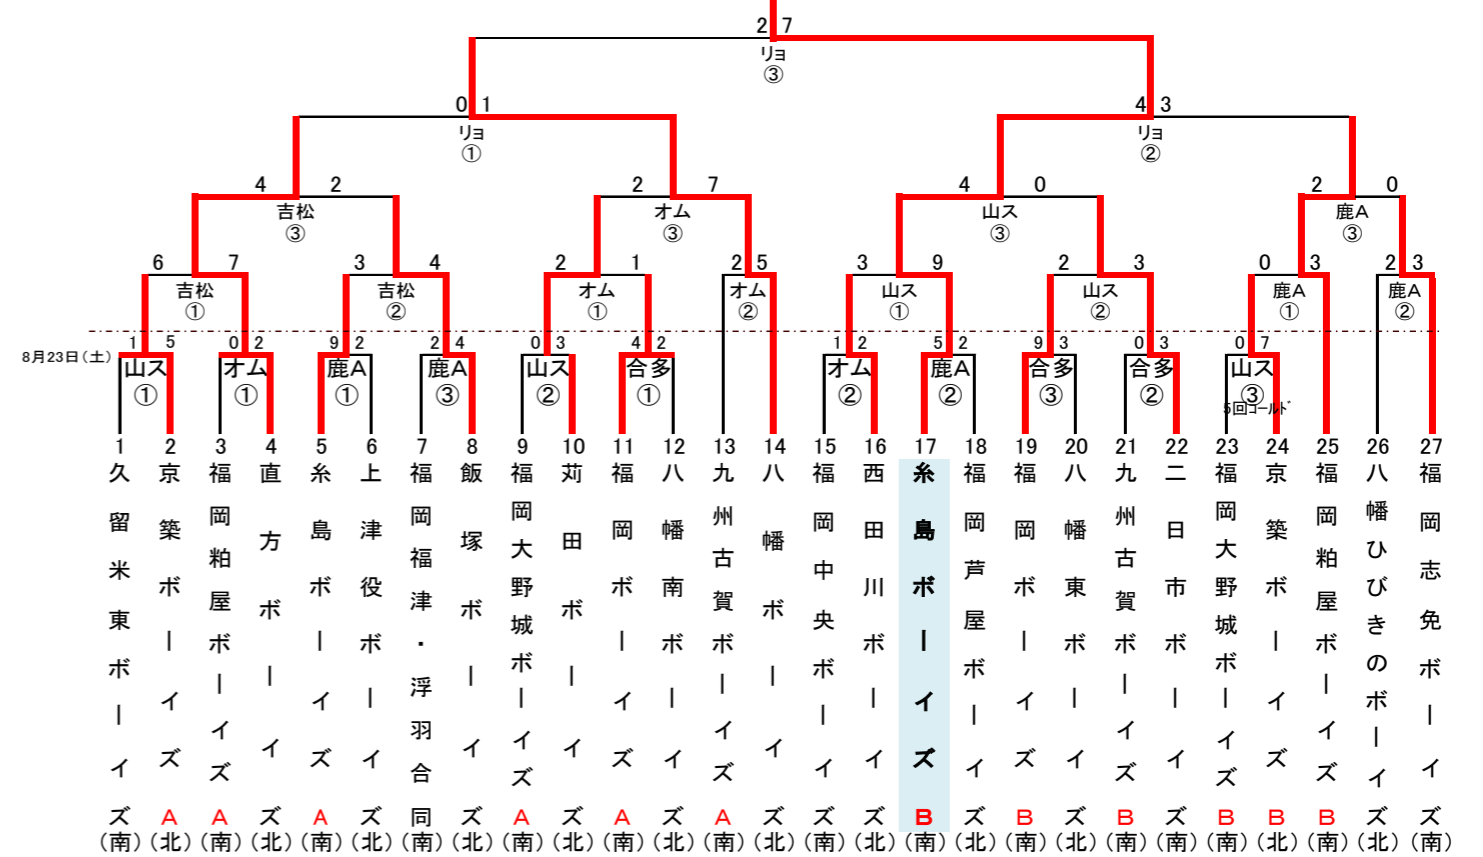 2 7
リョ
③
0 1
リョ
①
4 3
リョ
②
4 2
吉松
③
2 7
オム
③
4 0
山ス
③
2 0
鹿A
③
6 7
吉松
①
3 4
吉松
②
2 1
オム
①
2 5
オム
②
3 9
山ス
①
2 3
山ス
②
0 3
鹿A
①
2 3
鹿A
②
8月23日(土)
1 5
山ス
①
0 2
オム
①
9 2
鹿A
①
2 4
鹿A
③
0 3
山ス
②
4 2
合多
①
1 2
オム
②
5 2
鹿A
②
9 3
合多
③
0 3
合多
②
0 7
山ス
③
5回コールド
1 久留米東ボーイズ (南)
2 京築ボーイズ A (北)
3 福岡粕屋ボーイズ A (南)
4 直方ボーイズ (北)
5 糸島ボーイズ A (南)
6 上津役ボーイズ (北)
7 福岡福津・浮羽合同 (南)
8 飯塚ボーイズ (北)
9 福岡大野城ボーイズ A (南)
10 苅田ボーイズ (北)
11 福岡ボーイズ A (南)
12 八幡南ボーイズ (北)
13 九州古賀ボーイズ A (南)
14 八幡ボーイズ (北)
15 福岡中央ボーイズ (南)
16 西田川ボーイズ (北)
17 糸島ボーイズ B (南)
18 福岡芦屋ボーイズ (北)
19 福岡ボーイズ B (南)
20 八幡東ボーイズ (北)
21 九州古賀ボーイズ B (南)
22 二日市ボーイズ (南)
23 福岡大野城ボーイズ B (南)
24 京築ボーイズ B (北)
25 福岡粕屋ボーイズ B (南)
26 八幡ひびきのボーイズ (北)
27 福岡志免ボーイズ (南)